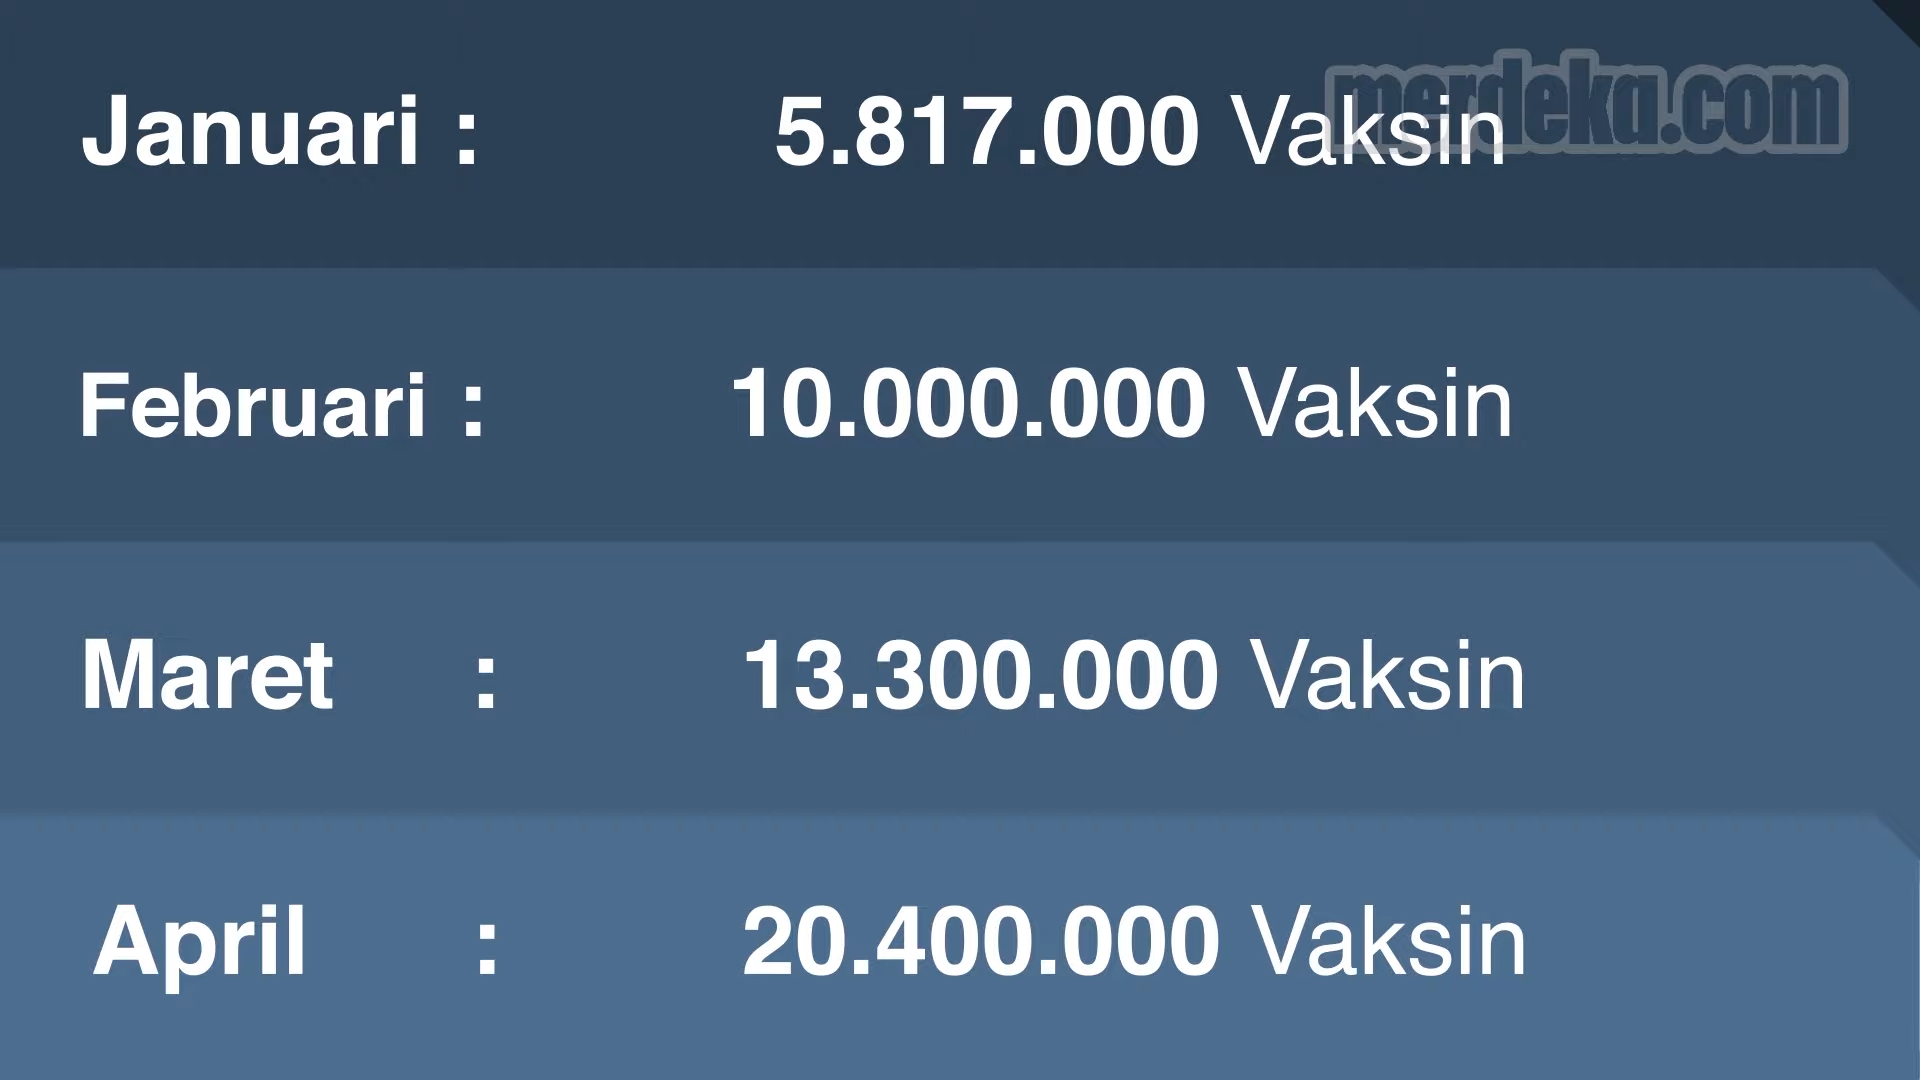 merdeka.com
Januari : 5.817.000 Vaksin
Februari : 10.000.000 Vaksin
Maret : 13.300.000 Vaksin
April : 20.400.000 Vaksin